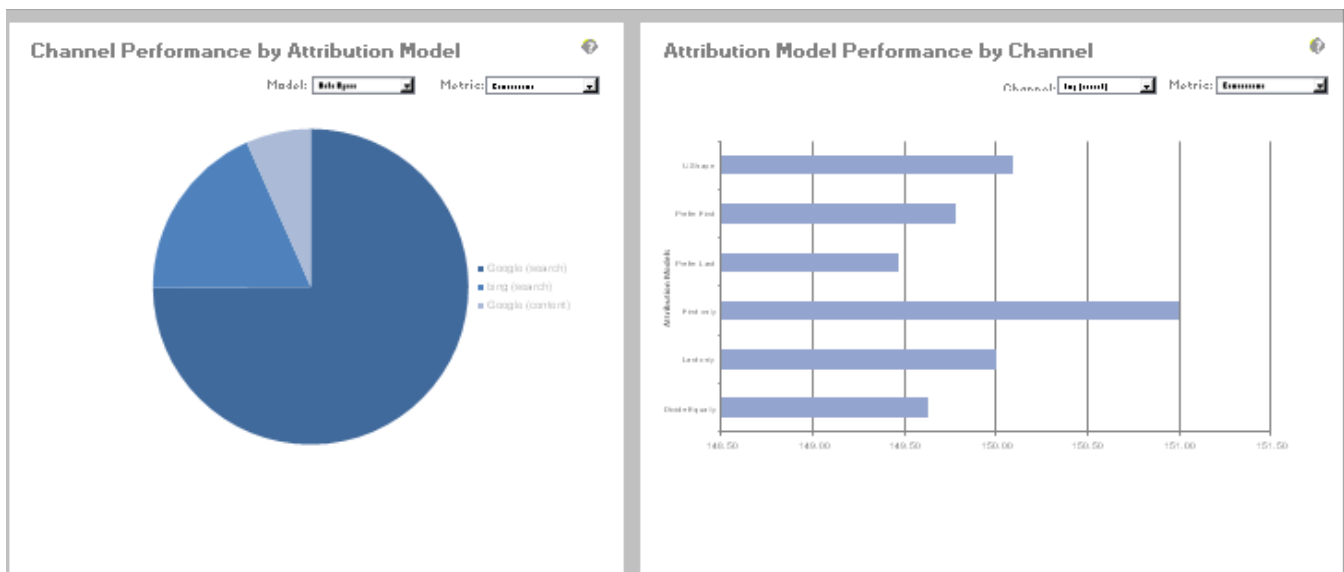 Channel Performance by Attribution Model
Model:
Metric:
Google (search)
bing (search)
Google (content)
Attribution Model Performance by Channel
Channel:
Metric:
Attribution Models
U Shape
Prefer First
Prefer Last
First only
Last only
Divide Equally
148.50 149.00 149.50 150.00 150.50 151.00 151.50